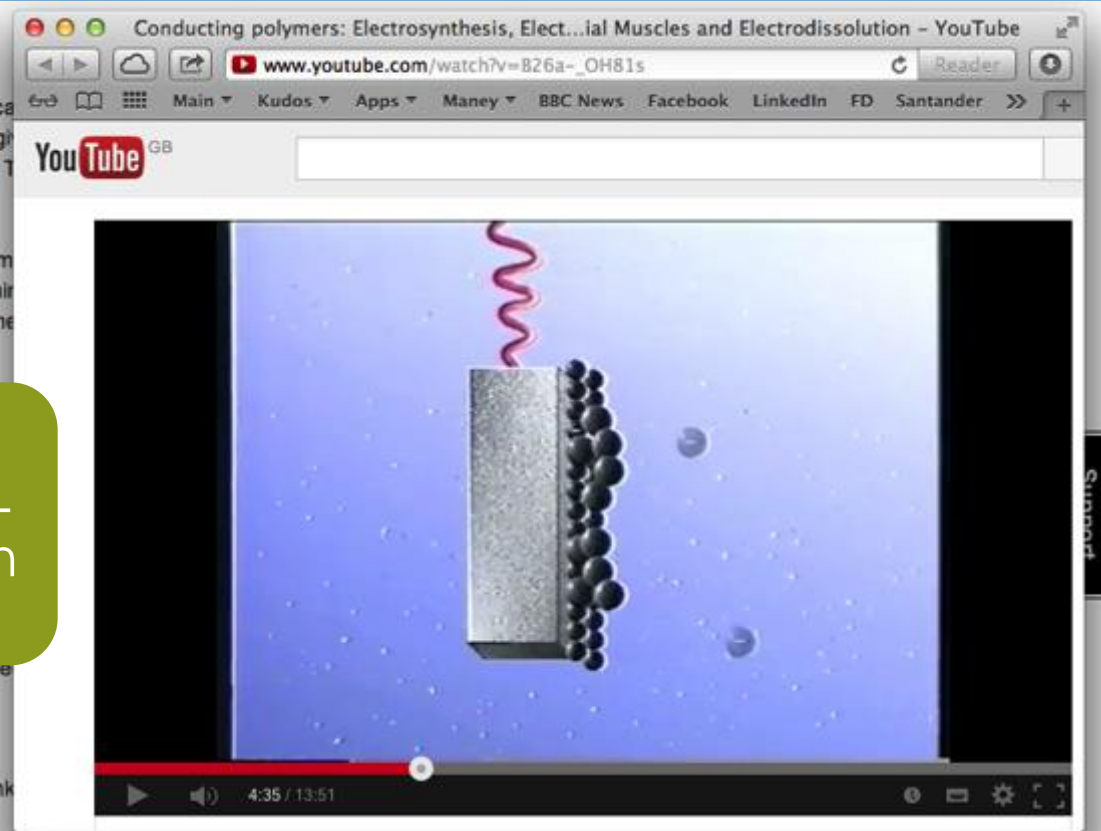 Conducting polymers: Electrosynthesis, Elect...ial Muscles and Electrodissolution – YouTube
www.youtube.com/watch?v=B26a-_OH81s
Reader
Main
Kudos
Apps
Maney
BBC News
Facebook
LinkedIn
FD
Santander
YouTube GB
4:35 / 13:51